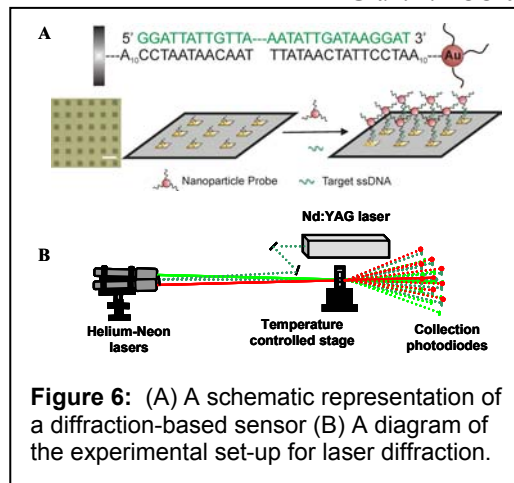 A
5' GGATTATTGTTA---AATATTGATAAGGAT 3'
---A10CCTAATAACAAT TTATAACTATTCCTAA10---
Au
Nanoparticle Probe
Target ssDNA
Nd:YAG laser
B
Helium-Neon
lasers
Temperature
controlled stage
Collection
photodiodes
Figure 6: (A) A schematic representation of
a diffraction-based sensor (B) A diagram of
the experimental set-up for laser diffraction.